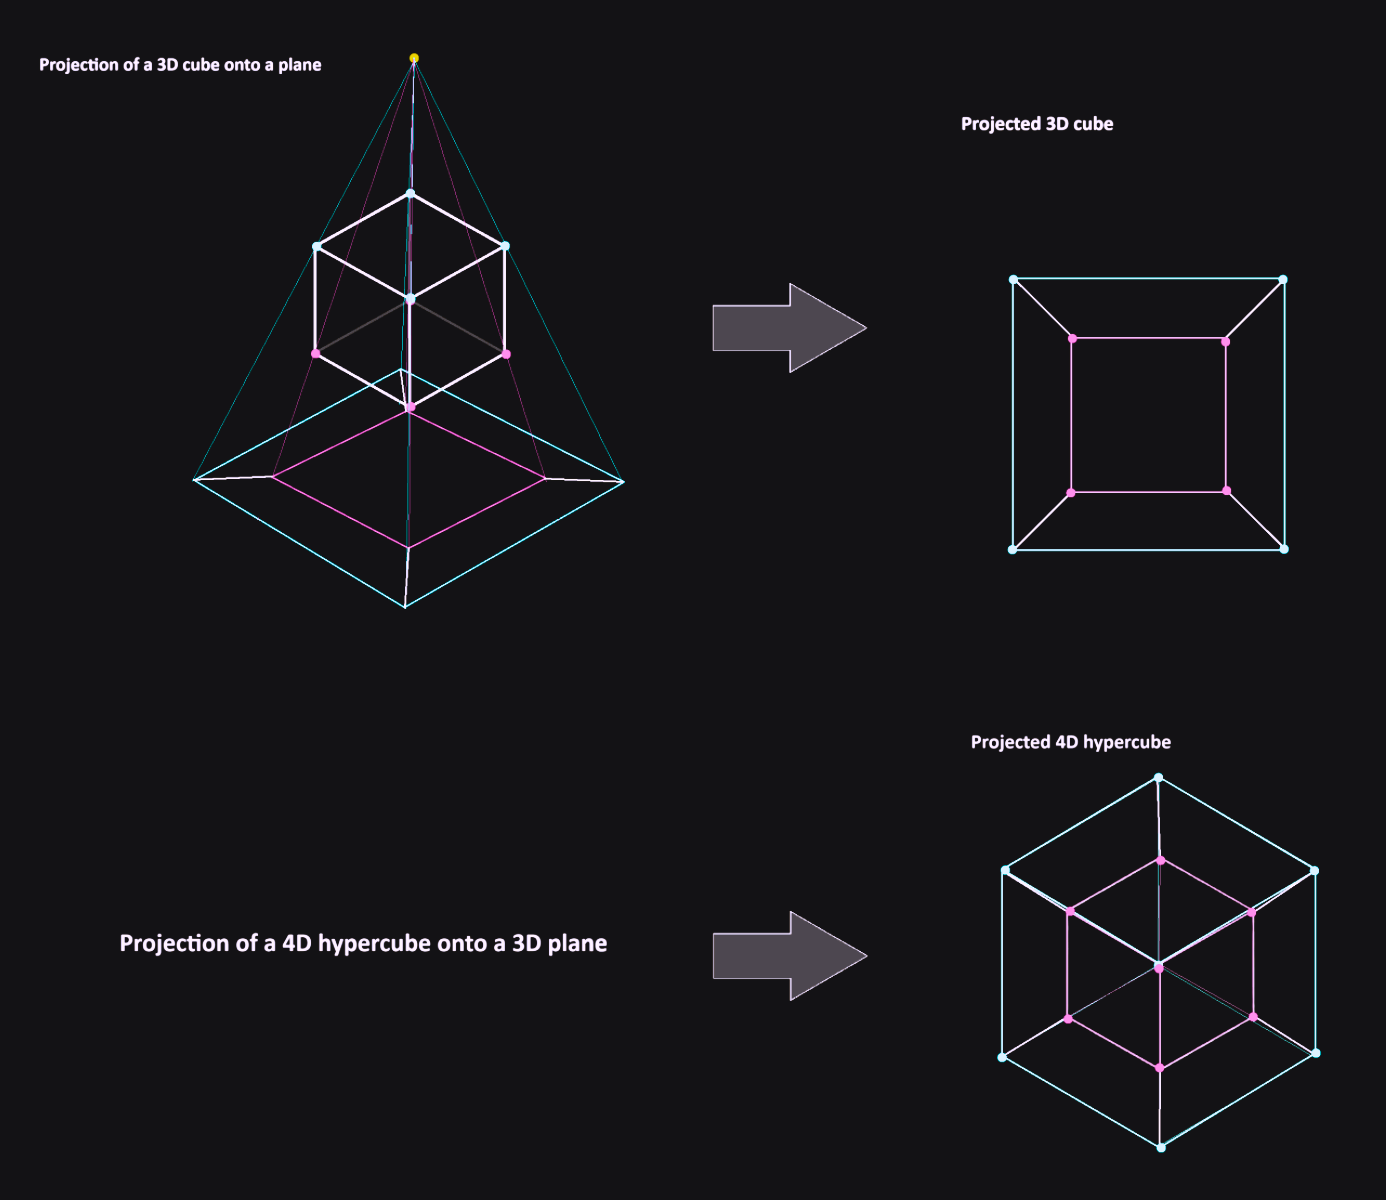 Projection of a 3D cube onto a plane
Projected 3D cube
Projected 4D hypercube
Projection of a 4D hypercube onto a 3D plane